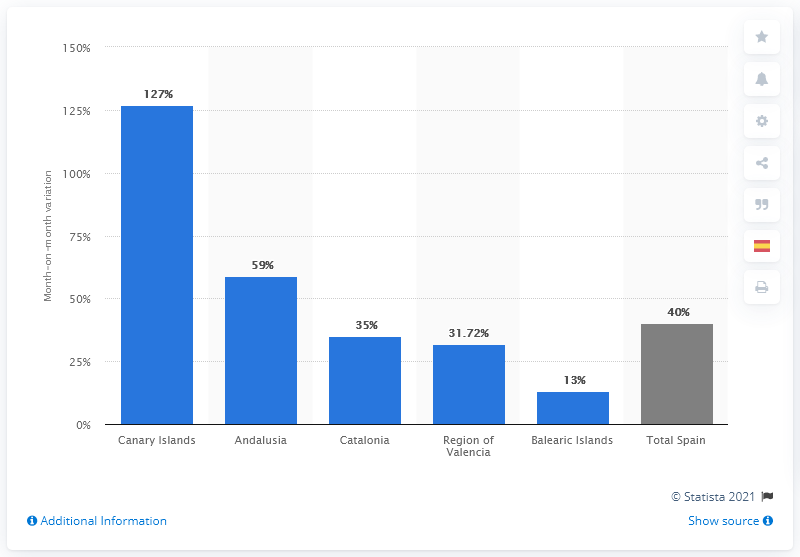 150%
125%
100%
75%
50%
25%
0%
Month-on-month variation
127%
59%
35%
31.72%
13%
40%
Canary Islands
Andalusia
Catalonia
Region of
Valencia
Balearic Islands
Total Spain
© Statista 2021
Additional Information
Show source